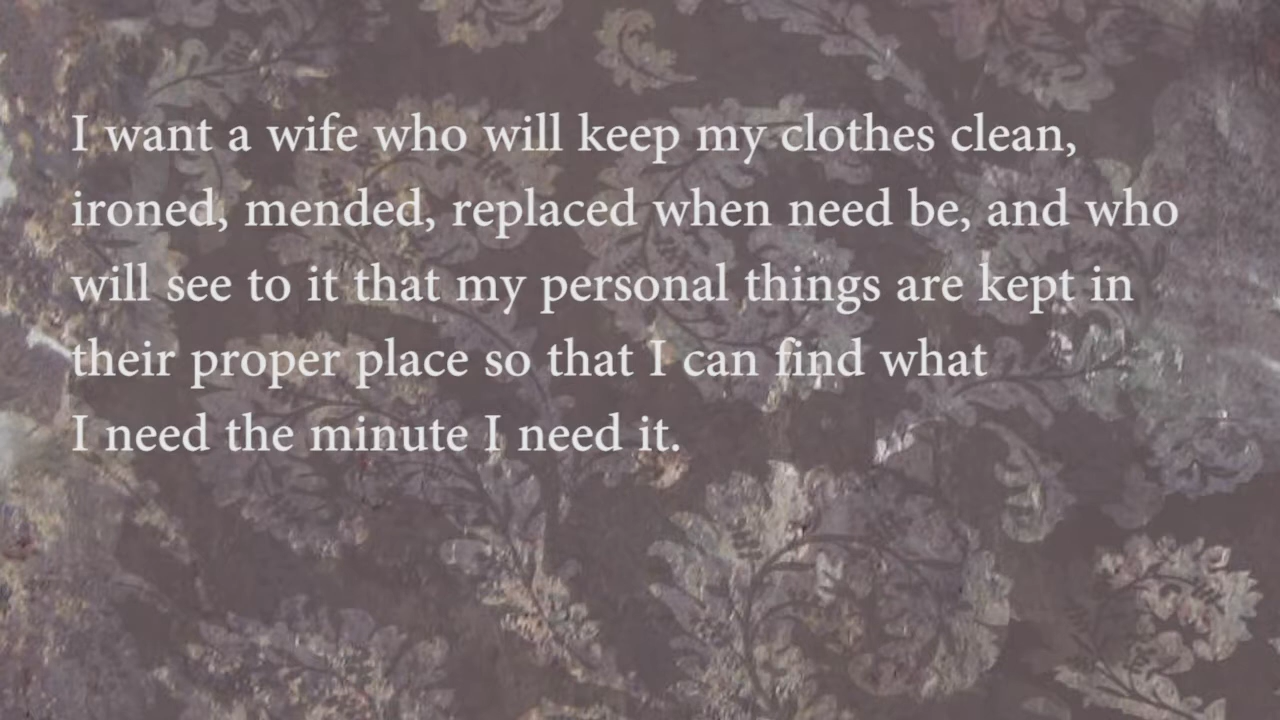 I want a wife who will keep my clothes clean,
ironed, mended, replaced when need be, and who
will see to it that my personal things are kept in
their proper place so that I can find what
I need the minute I need it.